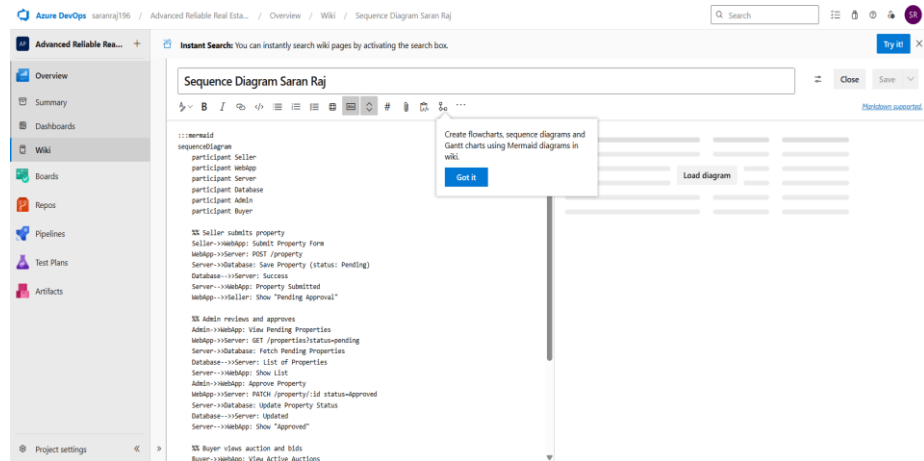 Azure DevOps saranraj196 / Advanced Reliable Real Esta... / Overview / Wiki / Sequence Diagram Saran Raj
Search
SR
AP Advanced Reliable Rea... +
Instant Search: You can instantly search wiki pages by activating the search box.
Try it!
Overview
Summary
Dashboards
Wiki
Boards
Repos
Pipelines
Test Plans
Artifacts
Project settings
Sequence Diagram Saran Raj
Close
Save
Markdown supported.
Create flowcharts, sequence diagrams and
Gantt charts using Mermaid diagrams in
wiki.
Got it
Load diagram
:::mermaid
sequenceDiagram
participant Seller
participant WebApp
participant Server
participant Database
participant Admin
participant Buyer
%% Seller submits property
Seller->>WebApp: Submit Property Form
WebApp->>Server: POST /property
Server->>Database: Save Property (status: Pending)
Database-->>Server: Success
Server-->>WebApp: Property Submitted
WebApp-->>Seller: Show "Pending Approval"
%% Admin reviews and approves
Admin->>WebApp: View Pending Properties
WebApp->>Server: GET /properties?status=pending
Server->>Database: Fetch Pending Properties
Database-->>Server: List of Properties
Server-->>WebApp: Show List
Admin->>WebApp: Approve Property
WebApp->>Server: PATCH /property/:id status=Approved
Server->>Database: Update Property Status
Database-->>Server: Updated
Server-->>WebApp: Show "Approved"
%% Buyer views auction and bids
Buyer->>WebApp: View Active Auctions